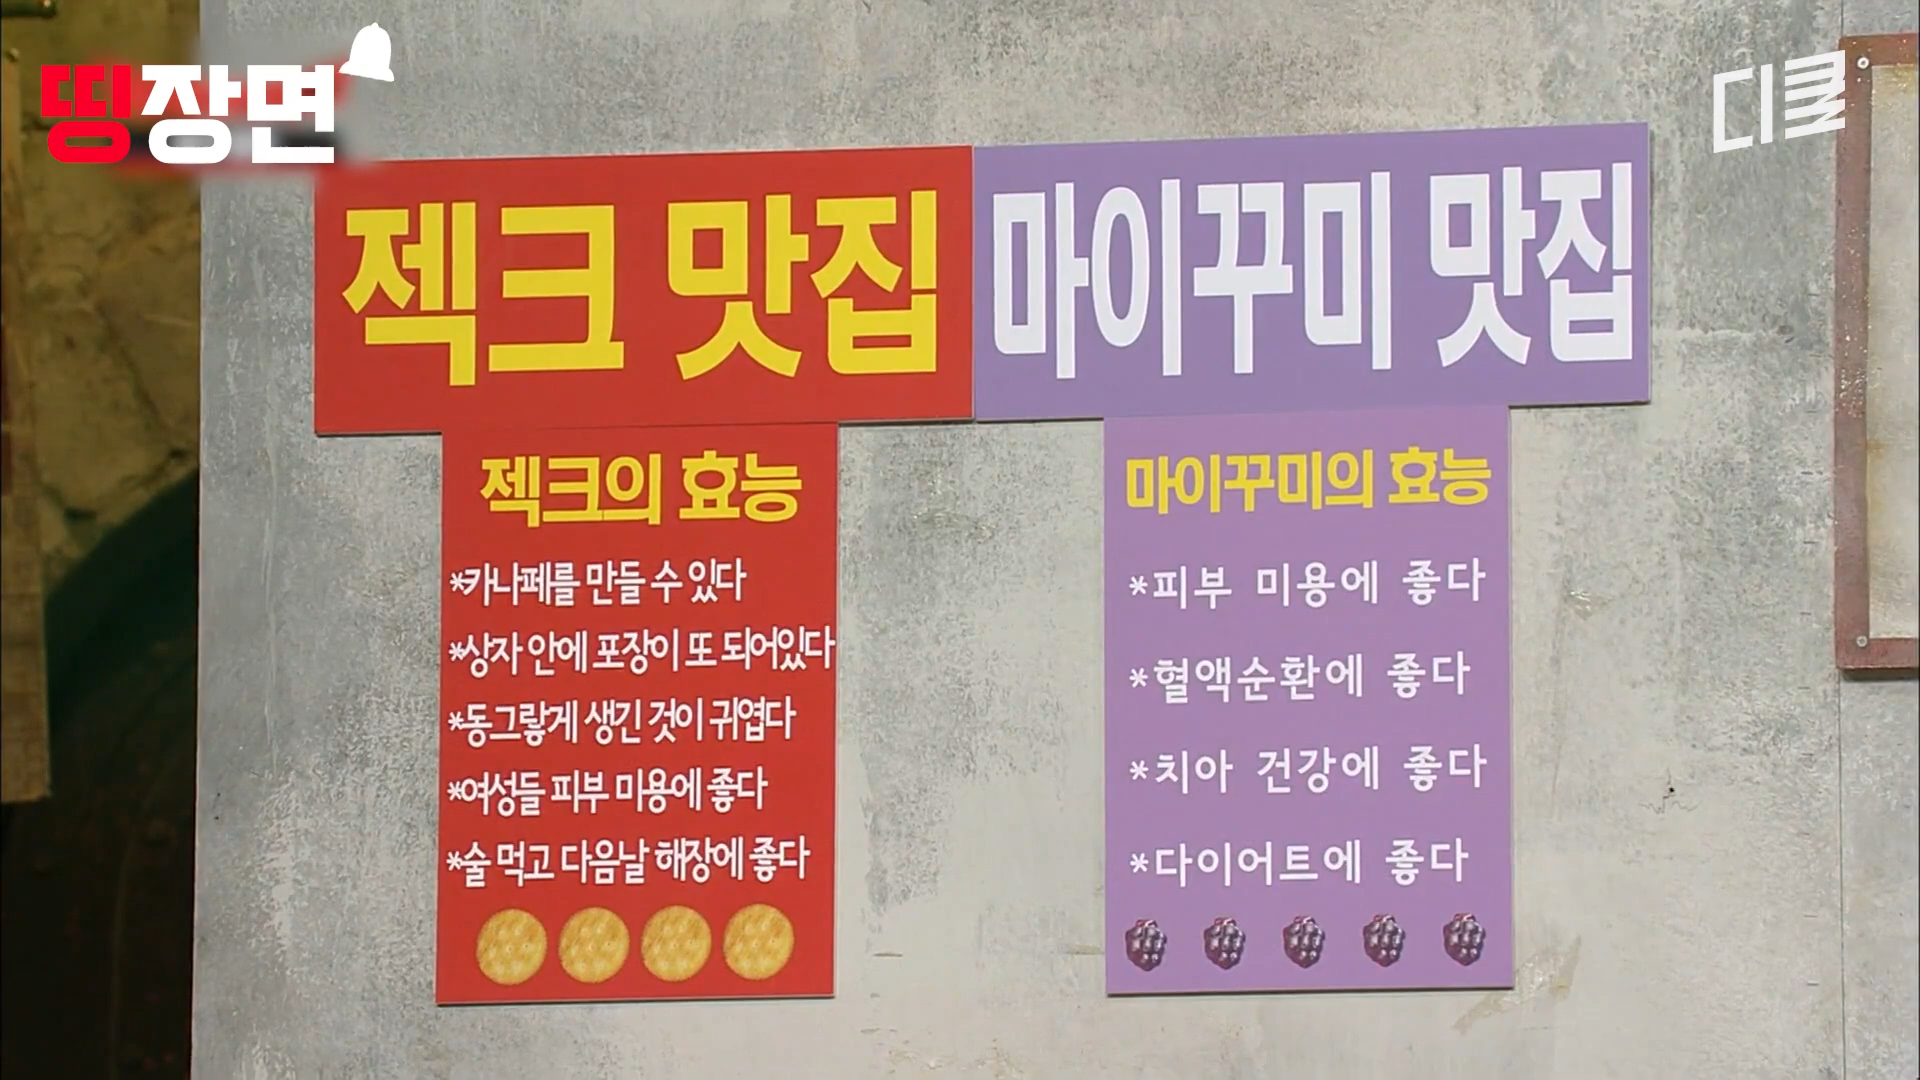 띵장면
디클
젝크 맛집
마이꾸미 맛집
젝크의 효능
*카나페를 만들 수 있다
*상자 안에 포장이 또 되어있다
*동그랗게 생긴 것이 귀엽다
*여성들 피부 미용에 좋다
*술 먹고 다음날 해장에 좋다
마이꾸미의 효능
*피부 미용에 좋다
*혈액순환에 좋다
*치아 건강에 좋다
*다이어트에 좋다